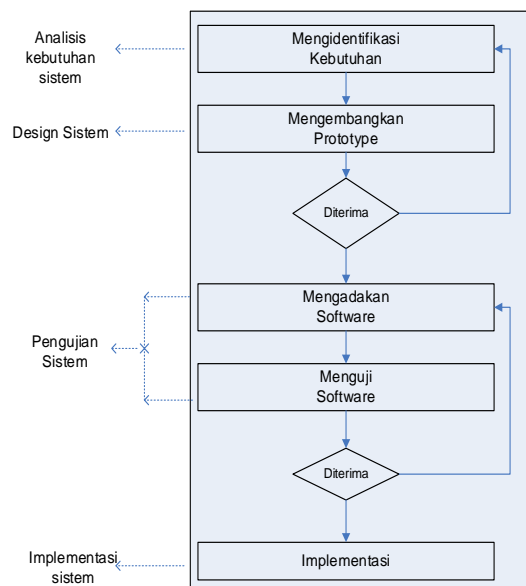 Analisis
kebutuhan
sistem
Mengidentifikasi
Kebutuhan
Design Sistem
Mengembangkan
Prototype
Diterima
Mengadakan
Software
Pengujian
Sistem
Menguji
Software
Diterima
Implementasi
sistem
Implementasi